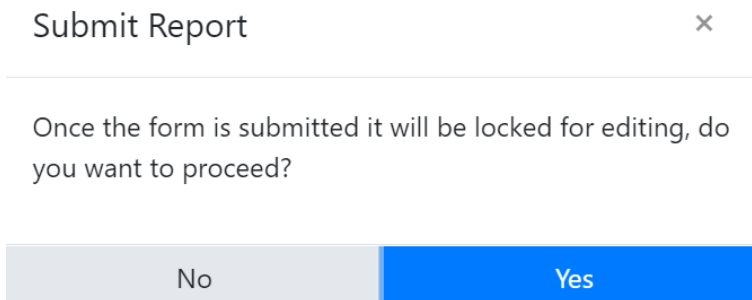 Submit Report ×
Once the form is submitted it will be locked for editing, do
you want to proceed?
No Yes